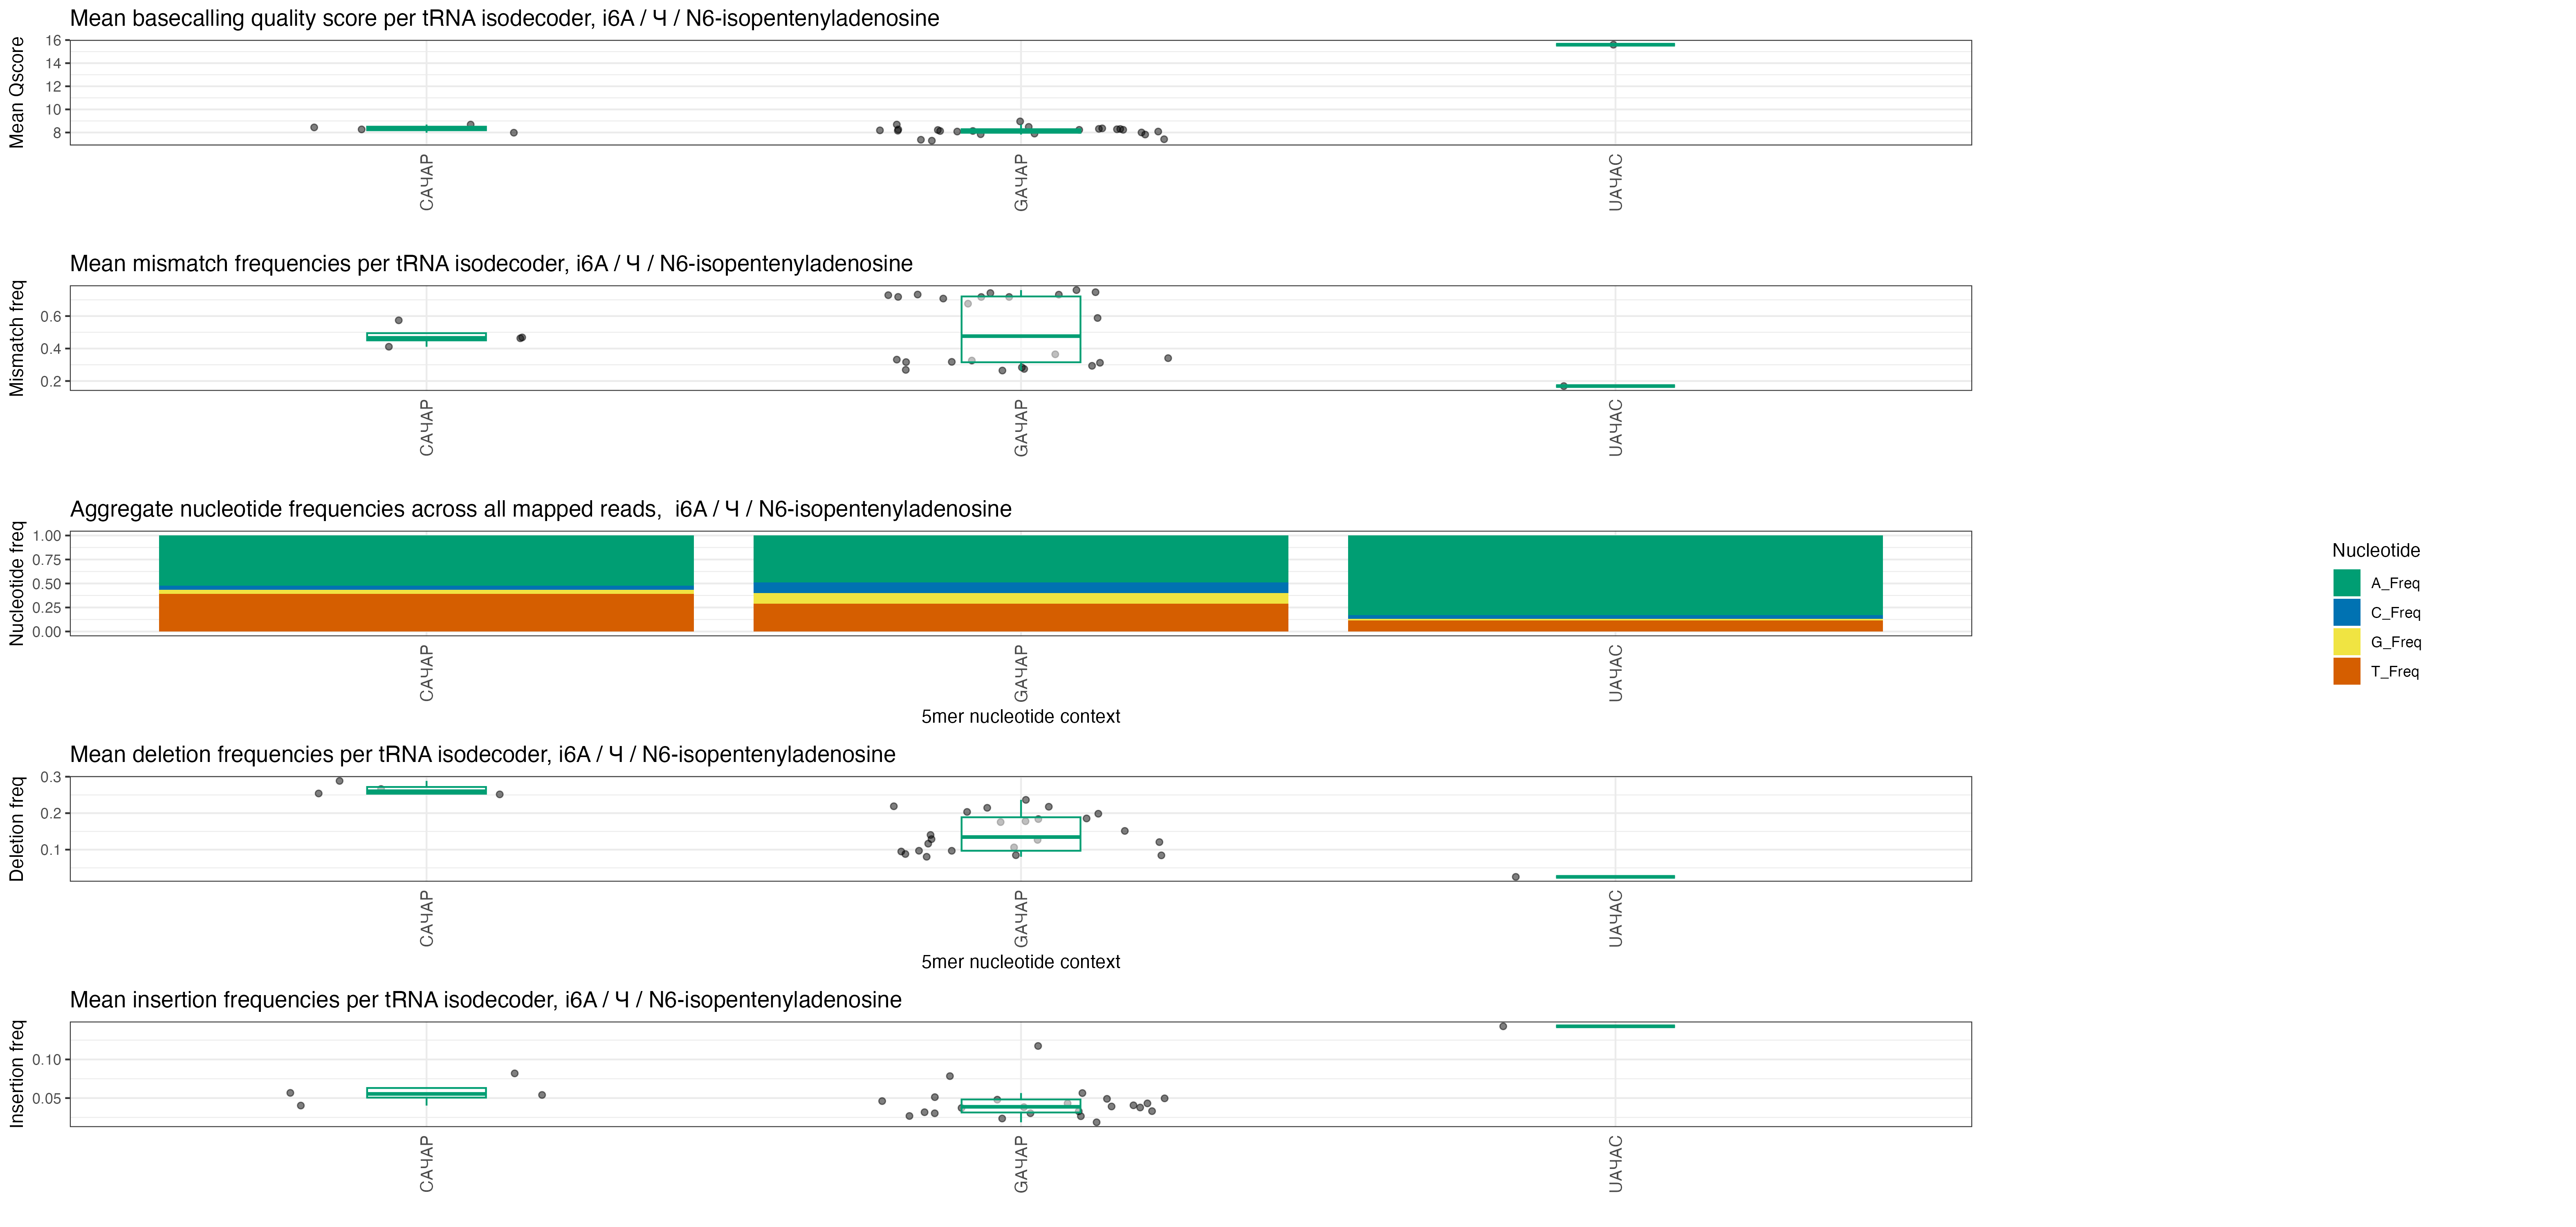 Mean basecalling quality score per tRNA isodecoder, i6A / Ч / N6-isopentenyladenosine
Mean Qscore
16
14
12
10
8
CAЧAP
GAЧAP
UAЧAC
Mean mismatch frequencies per tRNA isodecoder, i6A / Ч / N6-isopentenyladenosine
Mismatch freq
0.6
0.4
0.2
CAЧAP
GAЧAP
UAЧAC
Aggregate nucleotide frequencies across all mapped reads,  i6A / Ч / N6-isopentenyladenosine
Nucleotide freq
1.00
0.75
0.50
0.25
0.00
CAЧAP
GAЧAP
UAЧAC
5mer nucleotide context
Nucleotide
A_Freq
C_Freq
G_Freq
T_Freq
Mean deletion frequencies per tRNA isodecoder, i6A / Ч / N6-isopentenyladenosine
Deletion freq
0.3
0.2
0.1
CAЧAP
GAЧAP
UAЧAC
5mer nucleotide context
Mean insertion frequencies per tRNA isodecoder, i6A / Ч / N6-isopentenyladenosine
Insertion freq
0.10
0.05
CAЧAP
GAЧAP
UAЧAC